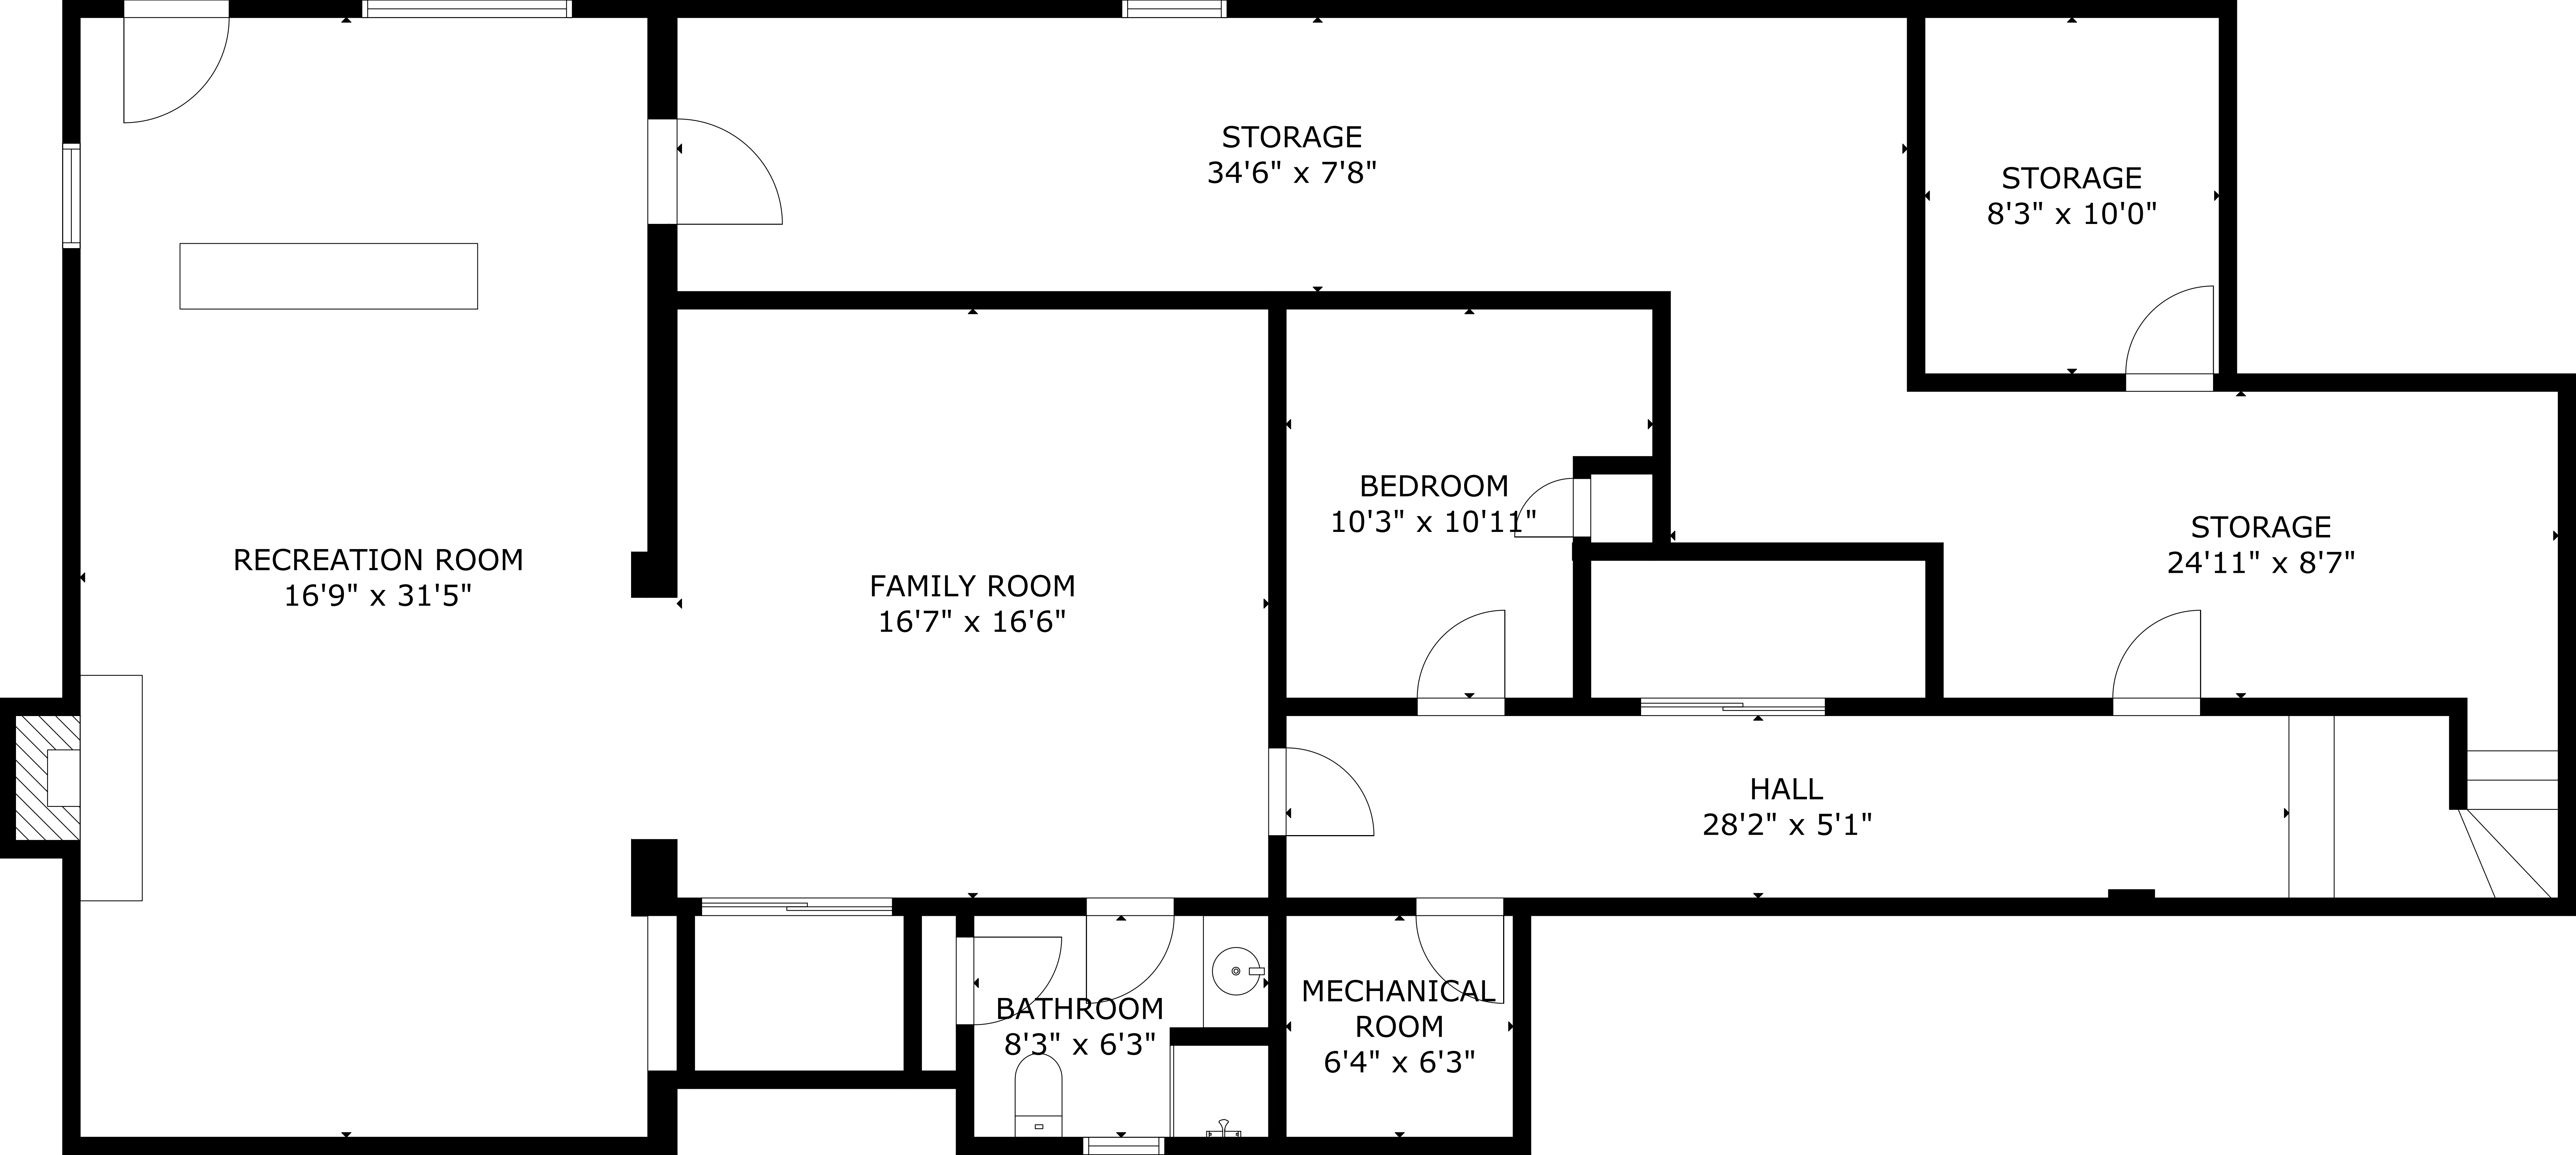 STORAGE
34'6" x 7'8"
STORAGE
8'3" x 10'0"
BEDROOM
10'3" x 10'11"
STORAGE
24'11" x 8'7"
RECREATION ROOM
16'9" x 31'5"
FAMILY ROOM
16'7" x 16'6"
HALL
28'2" x 5'1"
BATHROOM
8'3" x 6'3"
MECHANICAL
ROOM
6'4" x 6'3"